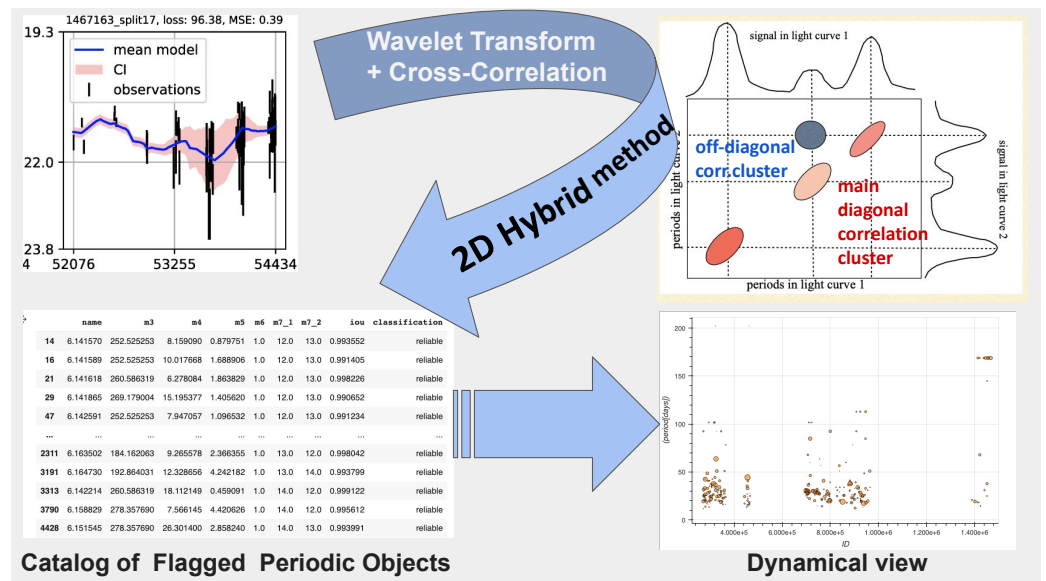 1467163_split17, loss: 96.38, MSE: 0.39
19.3
mean model
CI
observations
22.0
23.8
4 52076 53255 54434
Wavelet Transform
+ Cross-Correlation
2D Hybrid method
signal in light curve 1
off-diagonal
corr.cluster
main
diagonal
correlation
cluster
periods in light curve 2
signal in light curve 2
periods in light curve 1
name m3 m4 m5 m6 m7_1 m7_2 iou classification
14 6.141570 252.525253 8.159090 0.879751 1.0 12.0 13.0 0.993552 reliable
16 6.141589 252.525253 10.017668 1.688906 1.0 12.0 13.0 0.991405 reliable
21 6.141618 260.586319 6.278084 1.863829 1.0 12.0 13.0 0.998226 reliable
29 6.141865 269.179004 15.195377 1.405620 1.0 12.0 13.0 0.990652 reliable
47 6.142591 252.525253 7.947057 1.096532 1.0 12.0 13.0 0.991234 reliable
... ... ... ... ... ... ... ... ... ...
2311 6.163502 184.162063 9.265578 2.366355 1.0 13.0 12.0 0.998042 reliable
3191 6.164730 192.864031 12.328656 4.242182 1.0 13.0 14.0 0.993799 reliable
3313 6.142214 260.586319 18.112149 0.459091 1.0 14.0 12.0 0.999122 reliable
3790 6.158829 278.357690 7.566145 4.420626 1.0 14.0 12.0 0.995612 reliable
4428 6.151545 278.357690 26.301400 2.858240 1.0 14.0 13.0 0.993991 reliable
(period[days])
200
150
100
50
0
4.000e+5 6.000e+5 8.000e+5 1.000e+6 1.200e+6 1.400e+6
ID
Catalog of Flagged Periodic Objects
Dynamical view